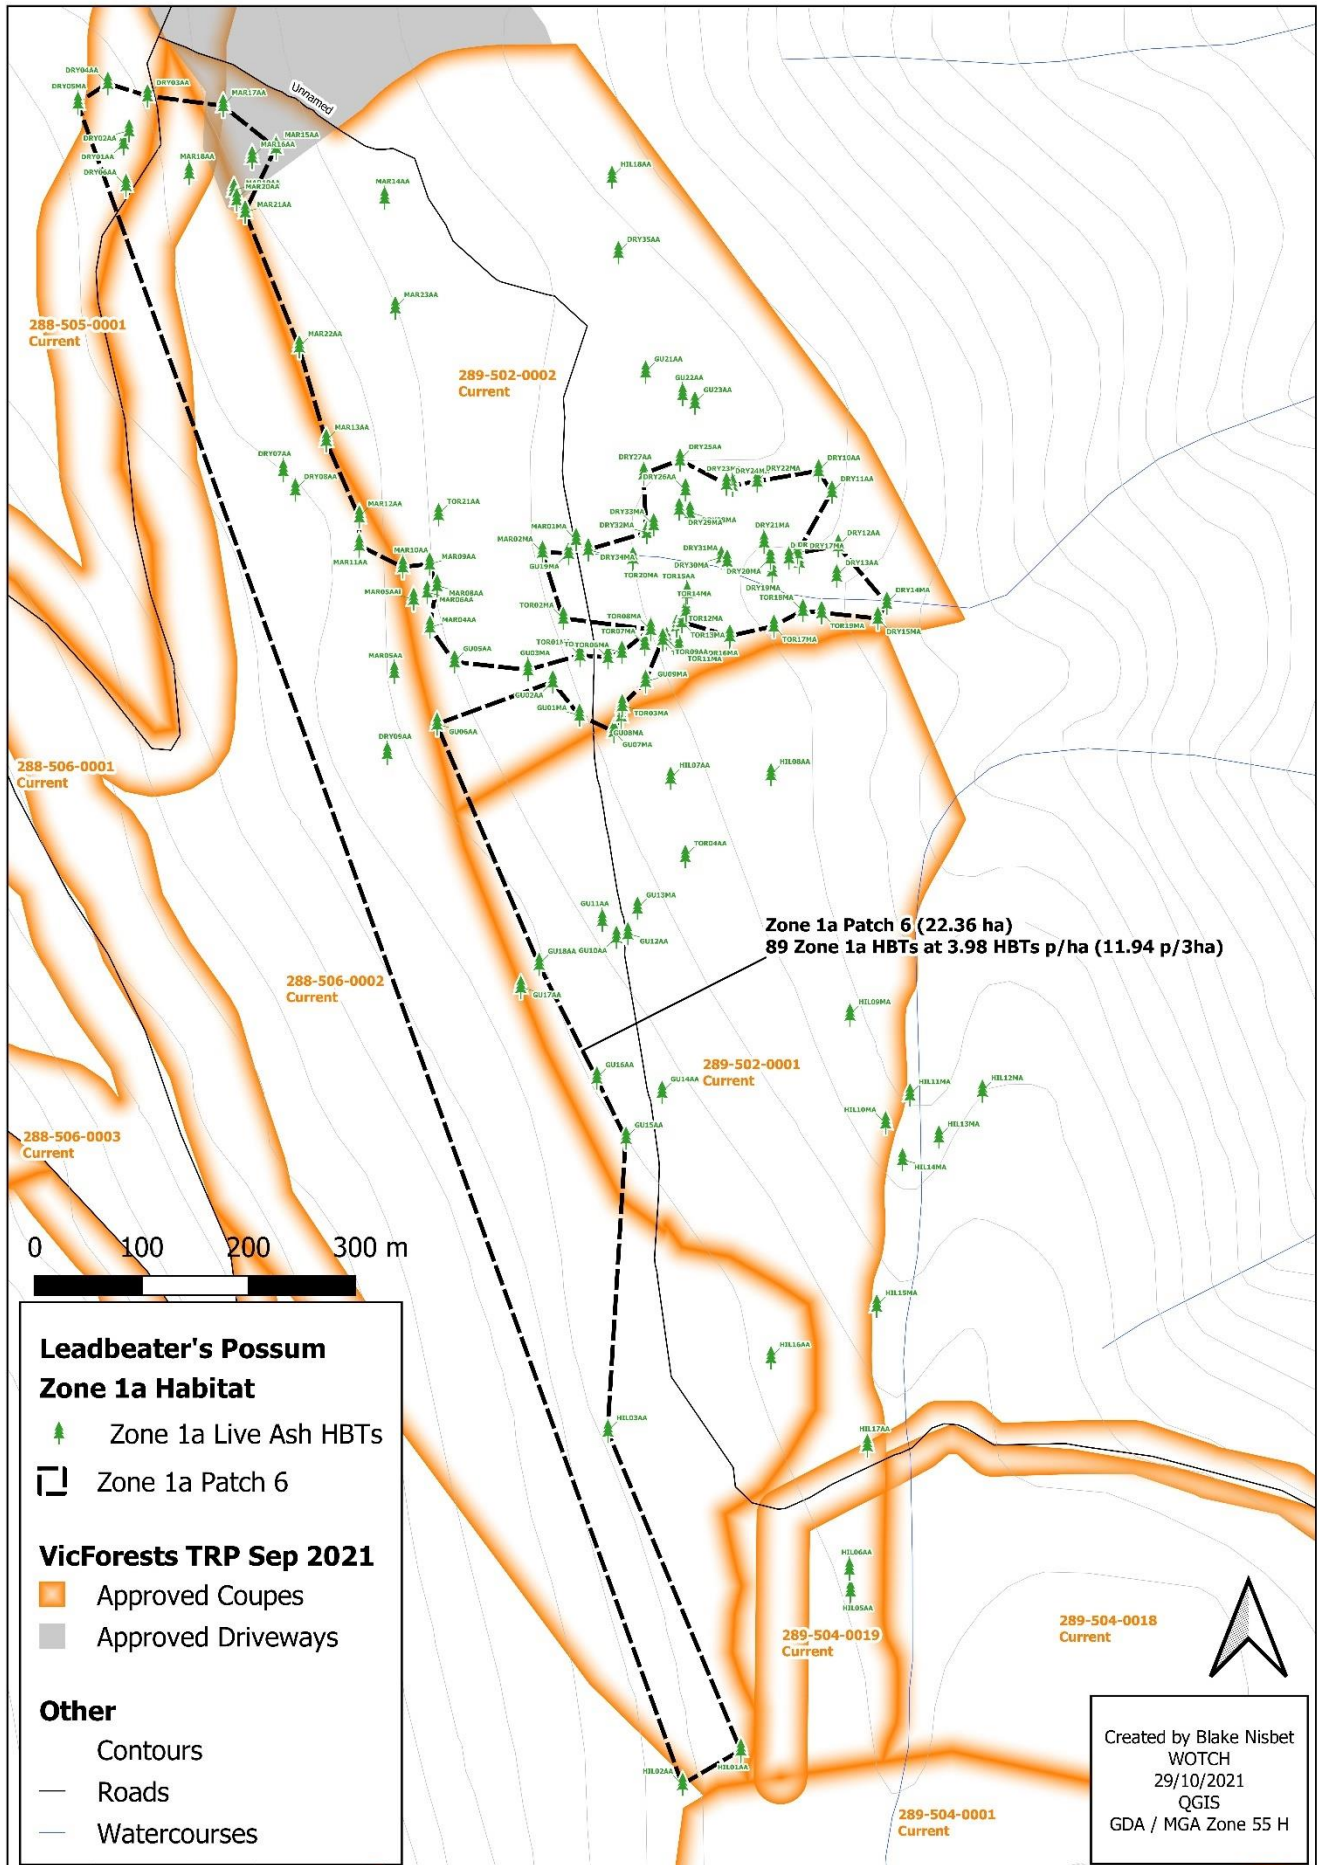 DRY04AA
DRY05MA
DRY03AA
MAR17AA
Unnamed
DRY02AA
DRY01AA
MAR15AA
MAR16AA
MAR18AA
DRY06AA
MAR20AA
MAR21AA
MAR14AA
HIL18AA
DRY35AA
MAR23AA
288-505-0001
Current
MAR22AA
289-502-0002
Current
GU21AA
GU22AA
GU23AA
MAR13AA
DRY07AA
DRY08AA
DRY25AA
DRY27AA
DRY26AA
DRY24MA
DRY22MA
DRY10AA
DRY11AA
MAR12AA
TOR21AA
MAR01MA
DRY33MA
DRY32MA
DRY29MA
DRY21MA
DRY12AA
MAR11AA
MAR10AA
MAR09AA
MAR02MA
GU19MA
DRY34MA
DRY31MA
DRY30MA
DRY17MA
DRY20MA
DRY13AA
TOR20MA
TOR15AA
DRY19MA
MAR08AA
MAR06AA
TOR14MA
DRY14MA
TOR02MA
TOR08MA
TOR12MA
TOR18MA
MAR04AA
TOR07MA
TOR13MA
TOR17MA
TOR19MA
DRY15MA
TOR09AA
TOR11MA
MAR05AA
GU05AA
GU03MA
GU02AA
GU09MA
GU01MA
TOR03MA
GU06AA
GU08MA
GU07MA
DRY09AA
288-506-0001
Current
HIL07AA
HIL08AA
TOR04AA
GU11AA
GU13MA
GU10AA
GU12AA
Zone 1a Patch 6 (22.36 ha)
89 Zone 1a HBTs at 3.98 HBTs p/ha (11.94 p/3ha)
GU18AA
GU17AA
288-506-0002
Current
HIL09MA
GU16AA
289-502-0001
Current
GU14AA
HIL11MA
HIL12MA
HIL10MA
HIL13MA
HIL14MA
GU15AA
288-506-0003
Current
0 100 200 300 m
HIL15MA
HIL16AA
HIL03AA
HIL17AA
HIL06AA
HIL05AA
289-504-0019
Current
289-504-0018
Current
HIL01AA
HIL02AA
289-504-0001
Current
Leadbeater's Possum
Zone 1a Habitat
Zone 1a Live Ash HBTs
Zone 1a Patch 6
VicForests TRP Sep 2021
Approved Coupes
Approved Driveways
Other
Contours
Roads
Watercourses
Created by Blake Nisbet
WOTCH
29/10/2021
QGIS
GDA / MGA Zone 55 H